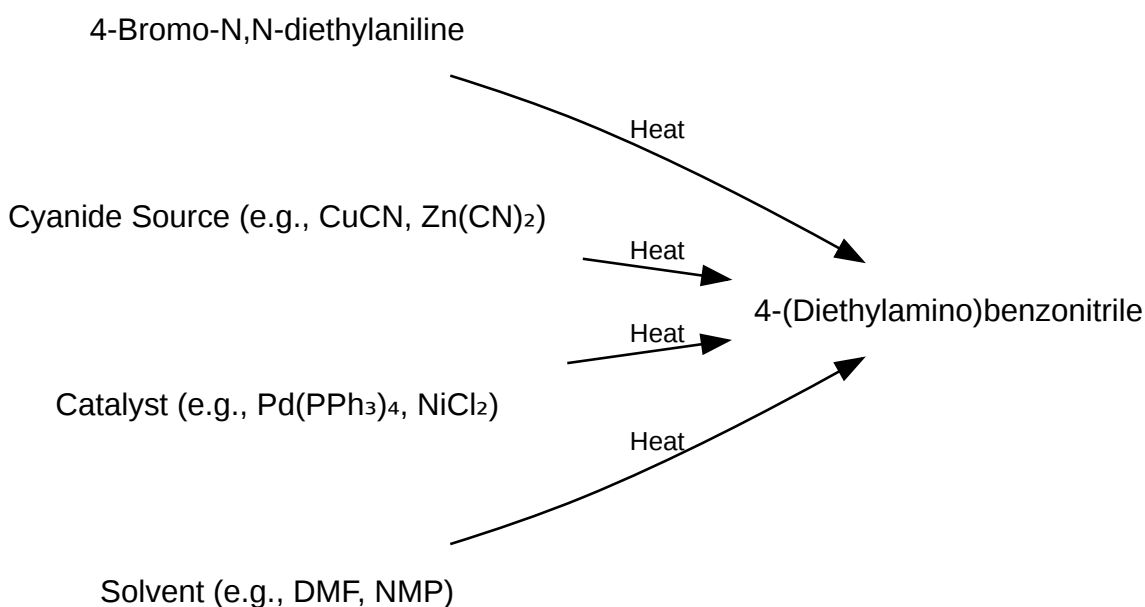 4-Bromo-N,N-diethylaniline
Heat
Cyanide Source (e.g., CuCN, Zn(CN)₂)
Heat
4-(Diethylamino)benzonitrile
Heat
Catalyst (e.g., Pd(PPh₃)₄, NiCl₂)
Heat
Solvent (e.g., DMF, NMP)